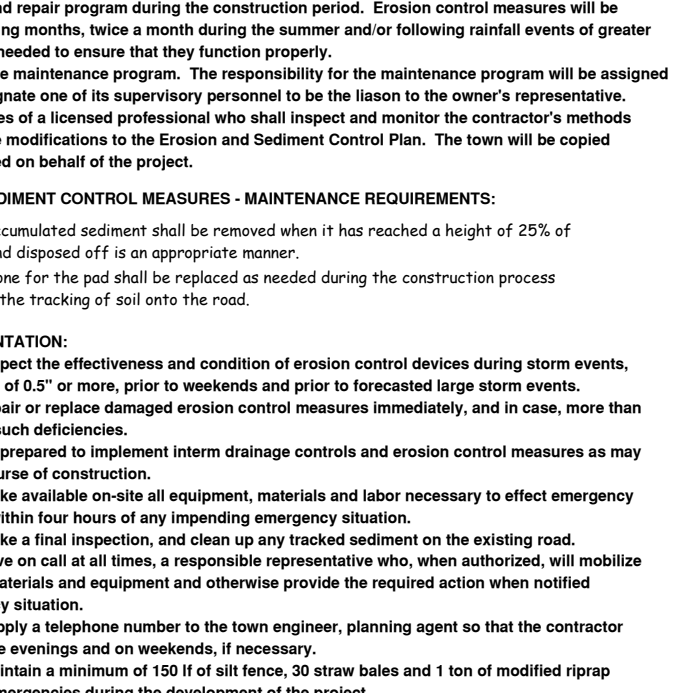 nd repair program during the construction period. Erosion control measures will be
ng months, twice a month during the summer and/or following rainfall events of greater
needed to ensure that they function properly.
e maintenance program. The responsibility for the maintenance program will be assigned
gnate one of its supervisory personnel to be the liason to the owner's representative.
es of a licensed professional who shall inspect and monitor the contractor's methods
e modifications to the Erosion and Sediment Control Plan. The town will be copied
ed on behalf of the project.
DIMENT CONTROL MEASURES - MAINTENANCE REQUIREMENTS:
cumulated sediment shall be removed when it has reached a height of 25% of
nd disposed off is an appropriate manner.
one for the pad shall be replaced as needed during the construction process
the tracking of soil onto the road.
NTATION:
pect the effectiveness and condition of erosion control devices during storm events,
of 0.5" or more, prior to weekends and prior to forecasted large storm events.
pair or replace damaged erosion control measures immediately, and in case, more than
such deficiencies.
prepared to implement interm drainage controls and erosion control measures as may
urse of construction.
ke available on-site all equipment, materials and labor necessary to effect emergency
ithin four hours of any impending emergency situation.
ke a final inspection, and clean up any tracked sediment on the existing road.
ve on call at all times, a responsible representative who, when authorized, will mobilize
aterials and equipment and otherwise provide the required action when notified
y situation.
pply a telephone number to the town engineer, planning agent so that the contractor
e evenings and on weekends, if necessary.
intain a minimum of 150 lf of silt fence, 30 straw bales and 1 ton of modified riprap
mergencies during the development of the project.